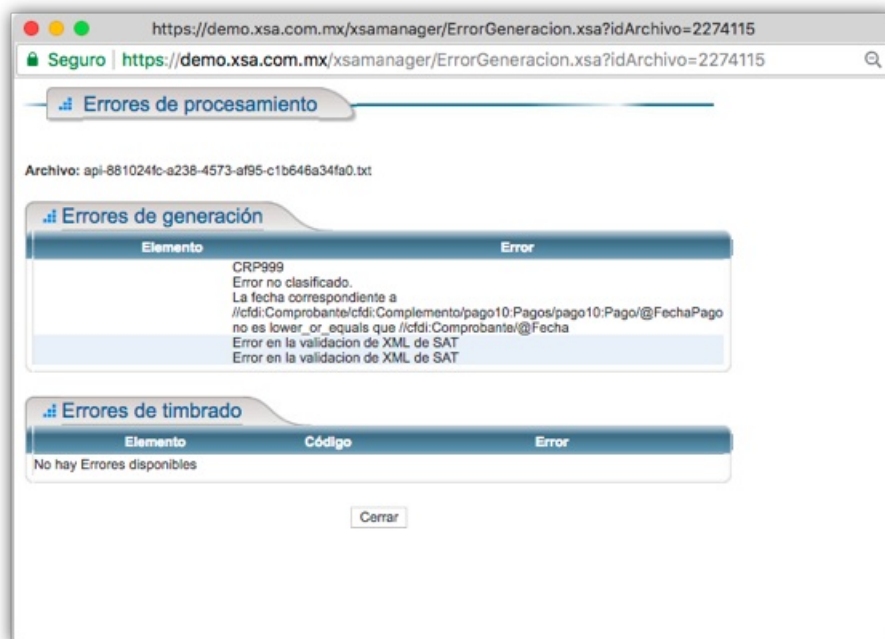 https://demo.xsa.com.mx/xsamanager/ErrorGeneracion.xsa?idArchivo=2274115
Seguro | https://demo.xsa.com.mx/xsamanager/ErrorGeneracion.xsa?idArchivo=2274115
Errores de procesamiento
Archivo: api-881024fc-a238-4573-af95-c1b646a34fa0.txt
Errores de generación
Elemento Error
CRP999
Error no clasificado.
La fecha correspondiente a
//cfdi:Comprobante/cfdi:Complemento/pago10:Pagos/pago10:Pago/@FechaPago
no es lower_or_equals que //cfdi:Comprobante/@Fecha
Error en la validacion de XML de SAT
Error en la validacion de XML de SAT
Errores de timbrado
Elemento Código Error
No hay Errores disponibles
Cerrar